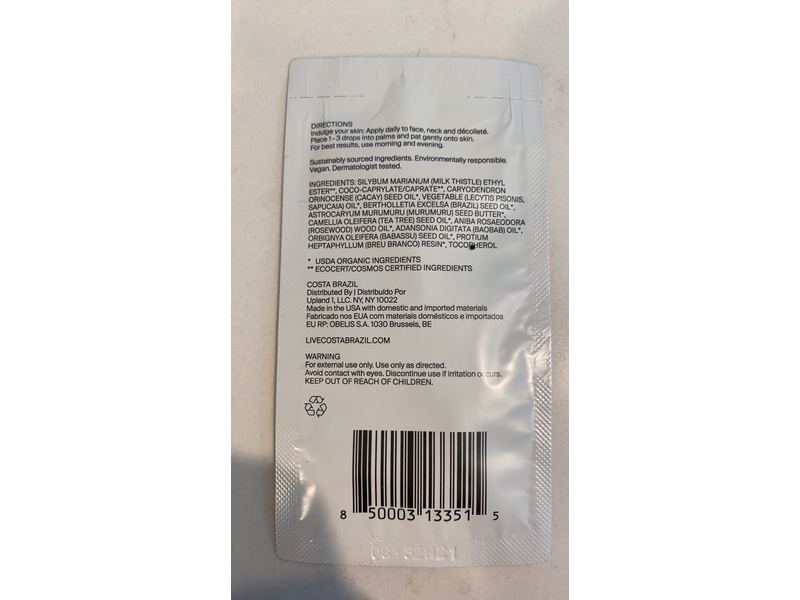 DIRECTIONS
Indulge your skin: Apply daily to face, neck and décolleté.
Place 1-3 drops into palms and pat gently onto skin.
For best results, use morning and evening.
Sustainably sourced ingredients. Environmentally responsible.
Vegan. Dermatologist tested.
INGREDIENTS: SILYBUM MARIANUM (MILK THISTLE) ETHYL
ESTER**, COCO-CAPRYLATE/CAPRATE**, CARYODENDRON
ORINOCENSE (CACAY) SEED OIL*, VEGETABLE (LECYTIS PISONIS,
SAPUCAIA) OIL*, BERTHOLLETIA EXCELSA (BRAZIL) SEED OIL*,
ASTROCARYUM MURUMURU (MURUMURU) SEED BUTTER*,
CAMELLIA OLEIFERA (TEA TREE) SEED OIL*, ANIBA ROSAEODORA
(ROSEWOOD) WOOD OIL*, ADANSONIA DIGITATA (BAOBAB) OIL*,
ORBIGNYA OLEIFERA (BABASSU) SEED OIL*, PROTIUM
HEPTAPHYLLUM (BREU BRANCO) RESIN*, TOCOPHEROL
* USDA ORGANIC INGREDIENTS
** ECOCERT/COSMOS CERTIFIED INGREDIENTS
COSTA BRAZIL
Distributed By | Distribuído Por
Upland 1, LLC. NY, NY 10022
Made in the USA with domestic and imported materials
Fabricado nos EUA com materiais domésticos e importados
EU RP: OBELIS S.A. 1030 Brussels, BE
LIVECOSTABRAZIL.COM
WARNING
For external use only. Use only as directed.
Avoid contact with eyes. Discontinue use if irritation occurs.
KEEP OUT OF REACH OF CHILDREN.
8 50003 13351 5